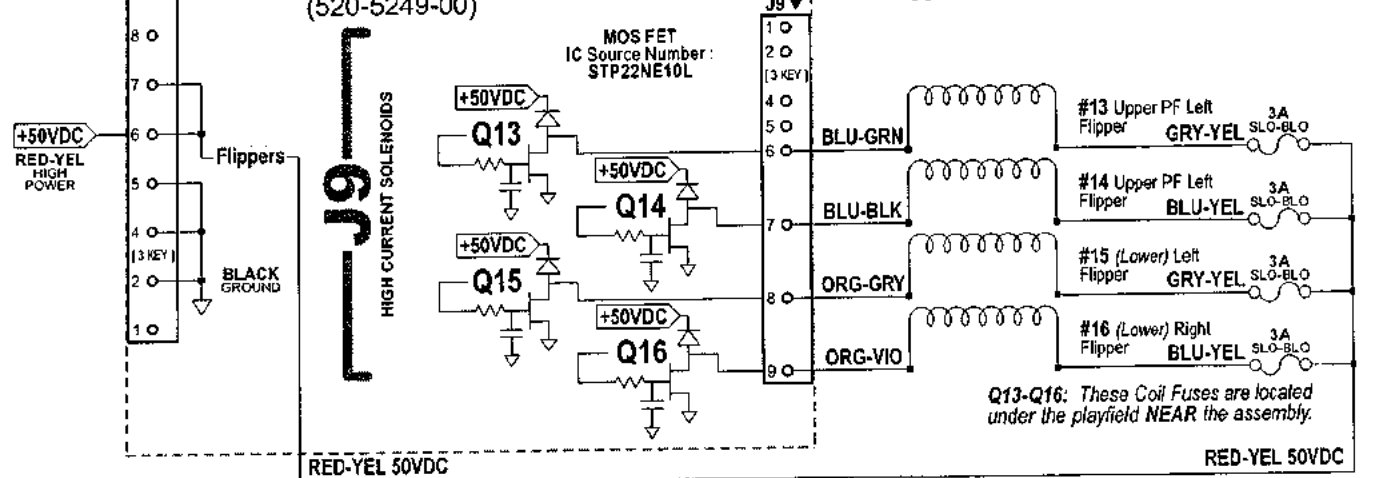 (520-5249-00)
J9
8
7
+50VDC
6
RED-YEL
HIGH
POWER
Flippers
5
4
[3 KEY]
2
BLACK
GROUND
1
J9
HIGH CURRENT SOLENOIDS
MOS FET
IC Source Number :
STP22NE10L
+50VDC
Q13
+50VDC
Q14
+50VDC
Q15
+50VDC
Q16
1
2
[3 KEY]
4
5
6
7
8
9
BLU-GRN
#13 Upper PF Left
Flipper
GRY-YEL
3A
SLO-BLO
BLU-BLK
#14 Upper PF Left
Flipper
BLU-YEL
3A
SLO-BLO
ORG-GRY
#15 (Lower) Left
Flipper
GRY-YEL
3A
SLO-BLO
ORG-VIO
#16 (Lower) Right
Flipper
BLU-YEL
3A
SLO-BLO
Q13-Q16: These Coil Fuses are located
under the playfield NEAR the assembly.
RED-YEL 50VDC
RED-YEL 50VDC